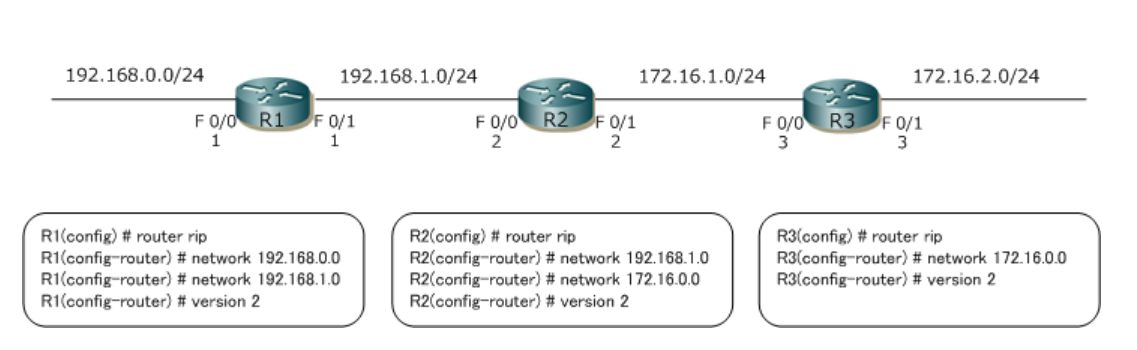 192.168.0.0/24
192.168.1.0/24
172.16.1.0/24
172.16.2.0/24
F 0/0
1
R1
F 0/1
1
F 0/0
2
R2
F 0/1
2
F 0/0
3
R3
F 0/1
3
R1(config) # router rip
R1(config-router) # network 192.168.0.0
R1(config-router) # network 192.168.1.0
R1(config-router) # version 2
R2(config) # router rip
R2(config-router) # network 192.168.1.0
R2(config-router) # network 172.16.0.0
R2(config-router) # version 2
R3(config) # router rip
R3(config-router) # network 172.16.0.0
R3(config-router) # version 2